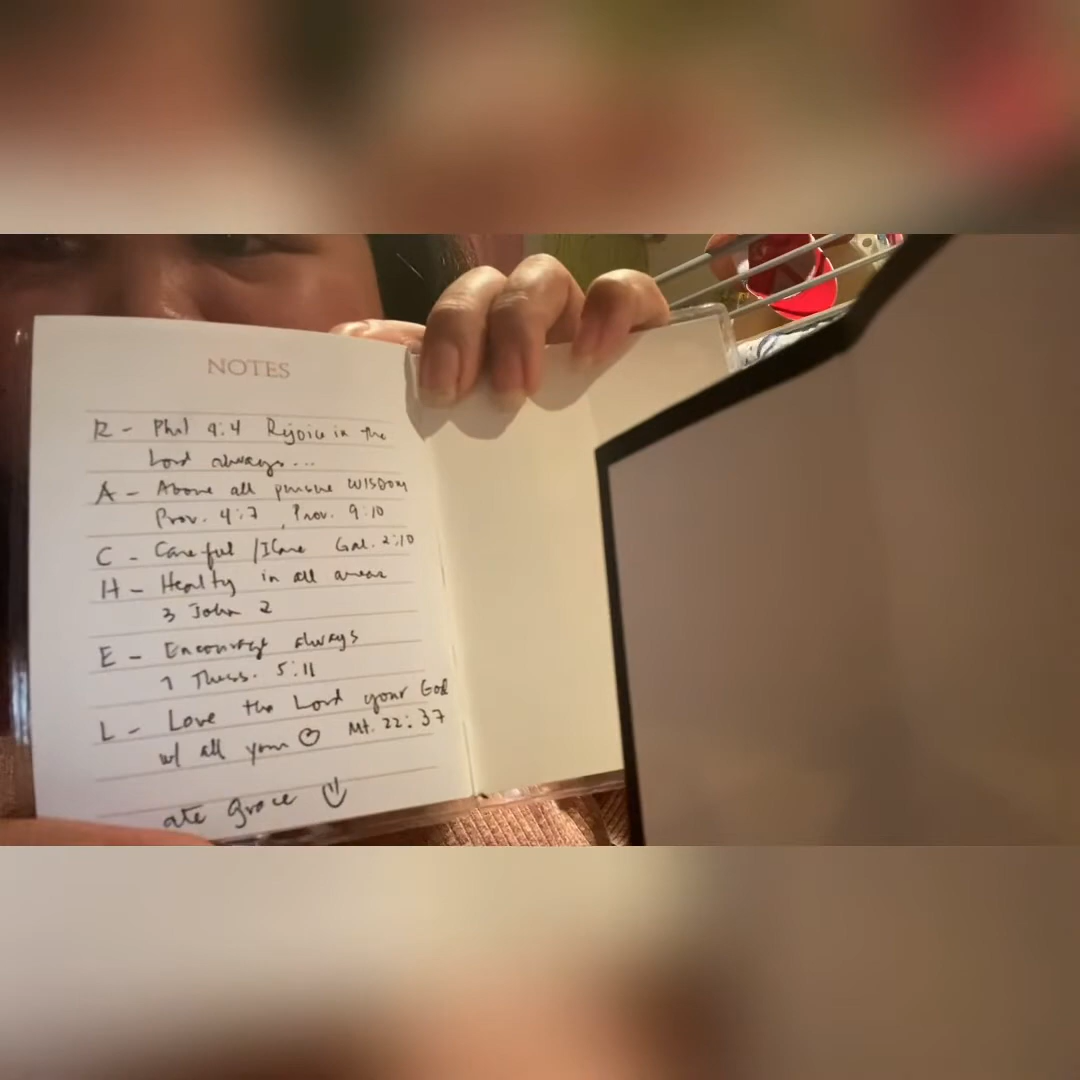 NOTES
R - Phil 4:4 Rejoice in the
Lord always...
A - Above all pursue WISDOM
Prov. 4:7, Prov. 9:10
C - Careful / I Care Gal. 2:10
H - Healty in all areas
3 John 2
E - Encourage always
1 Thess. 5:11
L - Love the Lord your God
w/ all your ♡ Mt. 22:37
ate Grace ☺